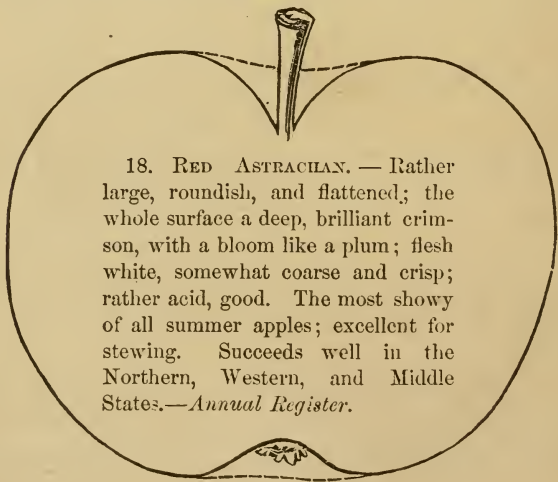 18. RED ASTRACHAN. — Rather
large, roundish, and flattened; the
whole surface a deep, brilliant crim-
son, with a bloom like a plum; flesh
white, somewhat coarse and crisp;
rather acid, good. The most showy
of all summer apples; excellent for
stewing. Succeeds well in the
Northern, Western, and Middle
States.—Annual Register.